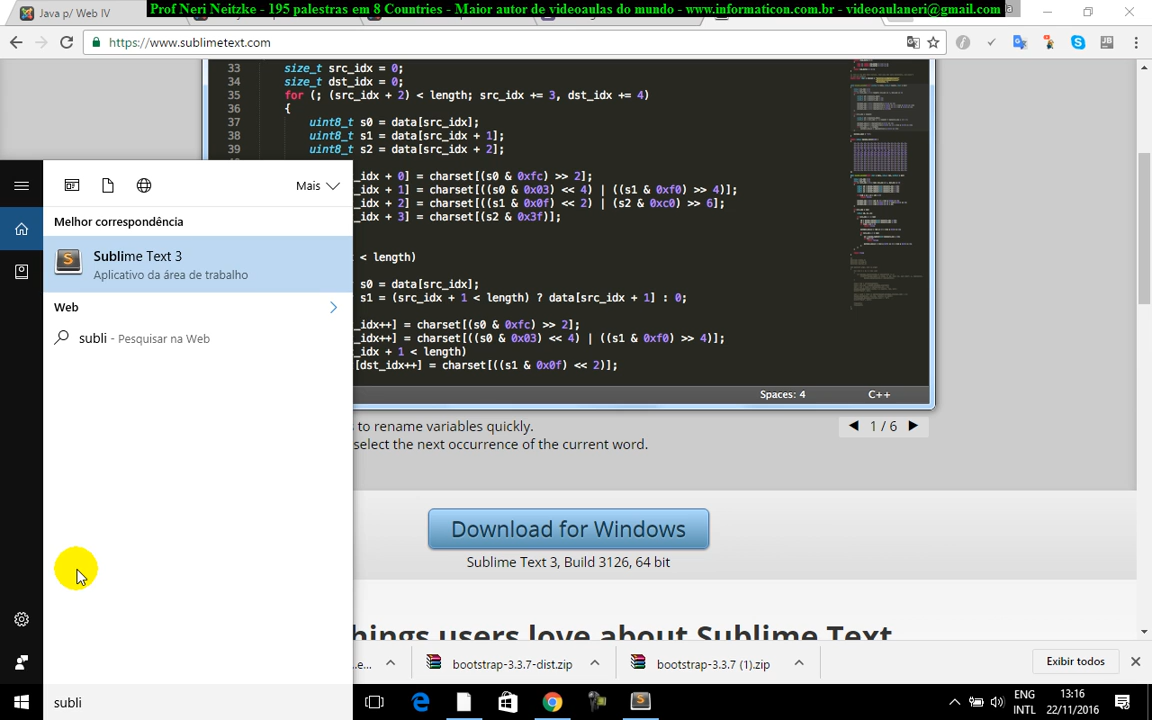 Java p/ Web IV
Prof Neri Neitzke - 195 palestras em 8 Countries - Maior autor de videoaulas do mundo - www.informaticon.com.br - videoaulaneri@gmail.com
https://www.sublimetext.com
33 size_t src_idx = 0;
34 size_t dst_idx = 0;
35 for (; (src_idx + 2) < length; src_idx += 3, dst_idx += 4)
36 {
37 uint8_t s0 = data[src_idx];
38 uint8_t s1 = data[src_idx + 1];
39 uint8_t s2 = data[src_idx + 2];
_idx + 0] = charset[(s0 & 0xfc) >> 2];
_idx + 1] = charset[((s0 & 0x03) << 4) | ((s1 & 0xf0) >> 4)];
_idx + 2] = charset[((s1 & 0x0f) << 2) | (s2 & 0xc0) >> 6];
_idx + 3] = charset[(s2 & 0x3f)];
< length)
s0 = data[src_idx];
s1 = (src_idx + 1 < length) ? data[src_idx + 1] : 0;
_idx++] = charset[(s0 & 0xfc) >> 2];
_idx++] = charset[((s0 & 0x03) << 4) | ((s1 & 0xf0) >> 4)];
_idx + 1 < length)
[dst_idx++] = charset[((s1 & 0x0f) << 2)];
Spaces: 4 C++
Mais
Melhor correspondência
Sublime Text 3
Aplicativo da área de trabalho
Web
subli - Pesquisar na Web
to rename variables quickly.
select the next occurrence of the current word.
1 / 6
Download for Windows
Sublime Text 3, Build 3126, 64 bit
hings users love about Sublime Text
...e... bootstrap-3.3.7-dist.zip bootstrap-3.3.7 (1).zip Exibir todos
subli
ENG
INTL
13:16
22/11/2016